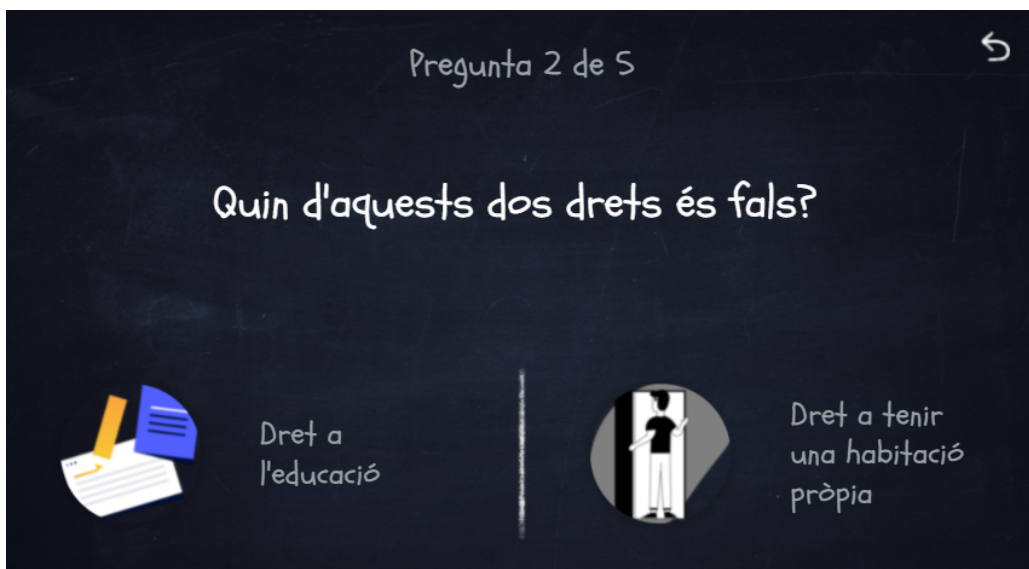 Pregunta 2 de 5
Quin d'aquests dos drets és fals?
Dret a
l'educació
Dret a tenir
una habitació
pròpia